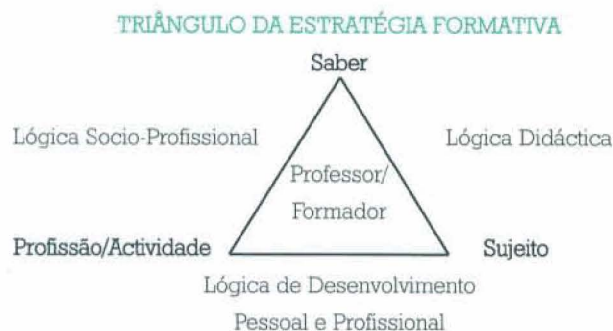 TRIÂNGULO DA ESTRATÉGIA FORMATIVA
Saber
Lógica Socio-Profissional
Lógica Didáctica
Professor/
Formador
Profissão/Actividade
Sujeito
Lógica de Desenvolvimento
Pessoal e Profissional